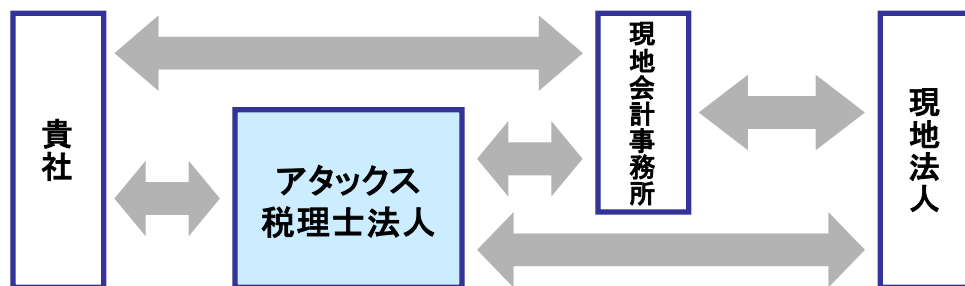 貴社
アタックス
税理士法人
現地会計事務所
現地法人